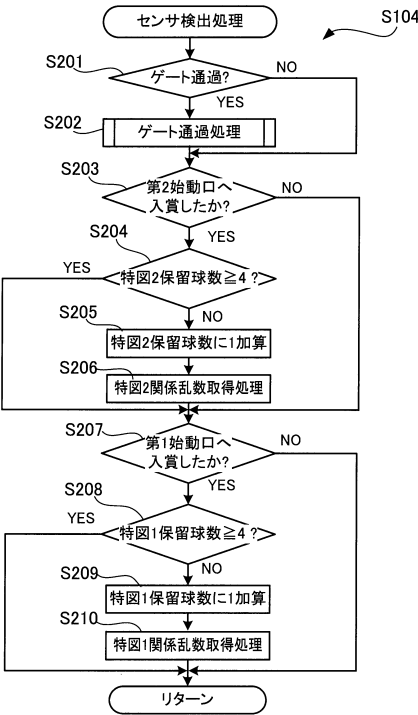 センサ検出処理
S104
S201
ゲート通過?
NO
YES
S202
ゲート通過処理
S203
第2始動口へ
入賞したか?
NO
YES
S204
YES
特図2保留球数≧4?
NO
S205
特図2保留球数に1加算
S206
特図2関係乱数取得処理
S207
第1始動口へ
入賞したか?
NO
YES
S208
YES
特図1保留球数≧4?
NO
S209
特図1保留球数に1加算
S210
特図1関係乱数取得処理
リターン